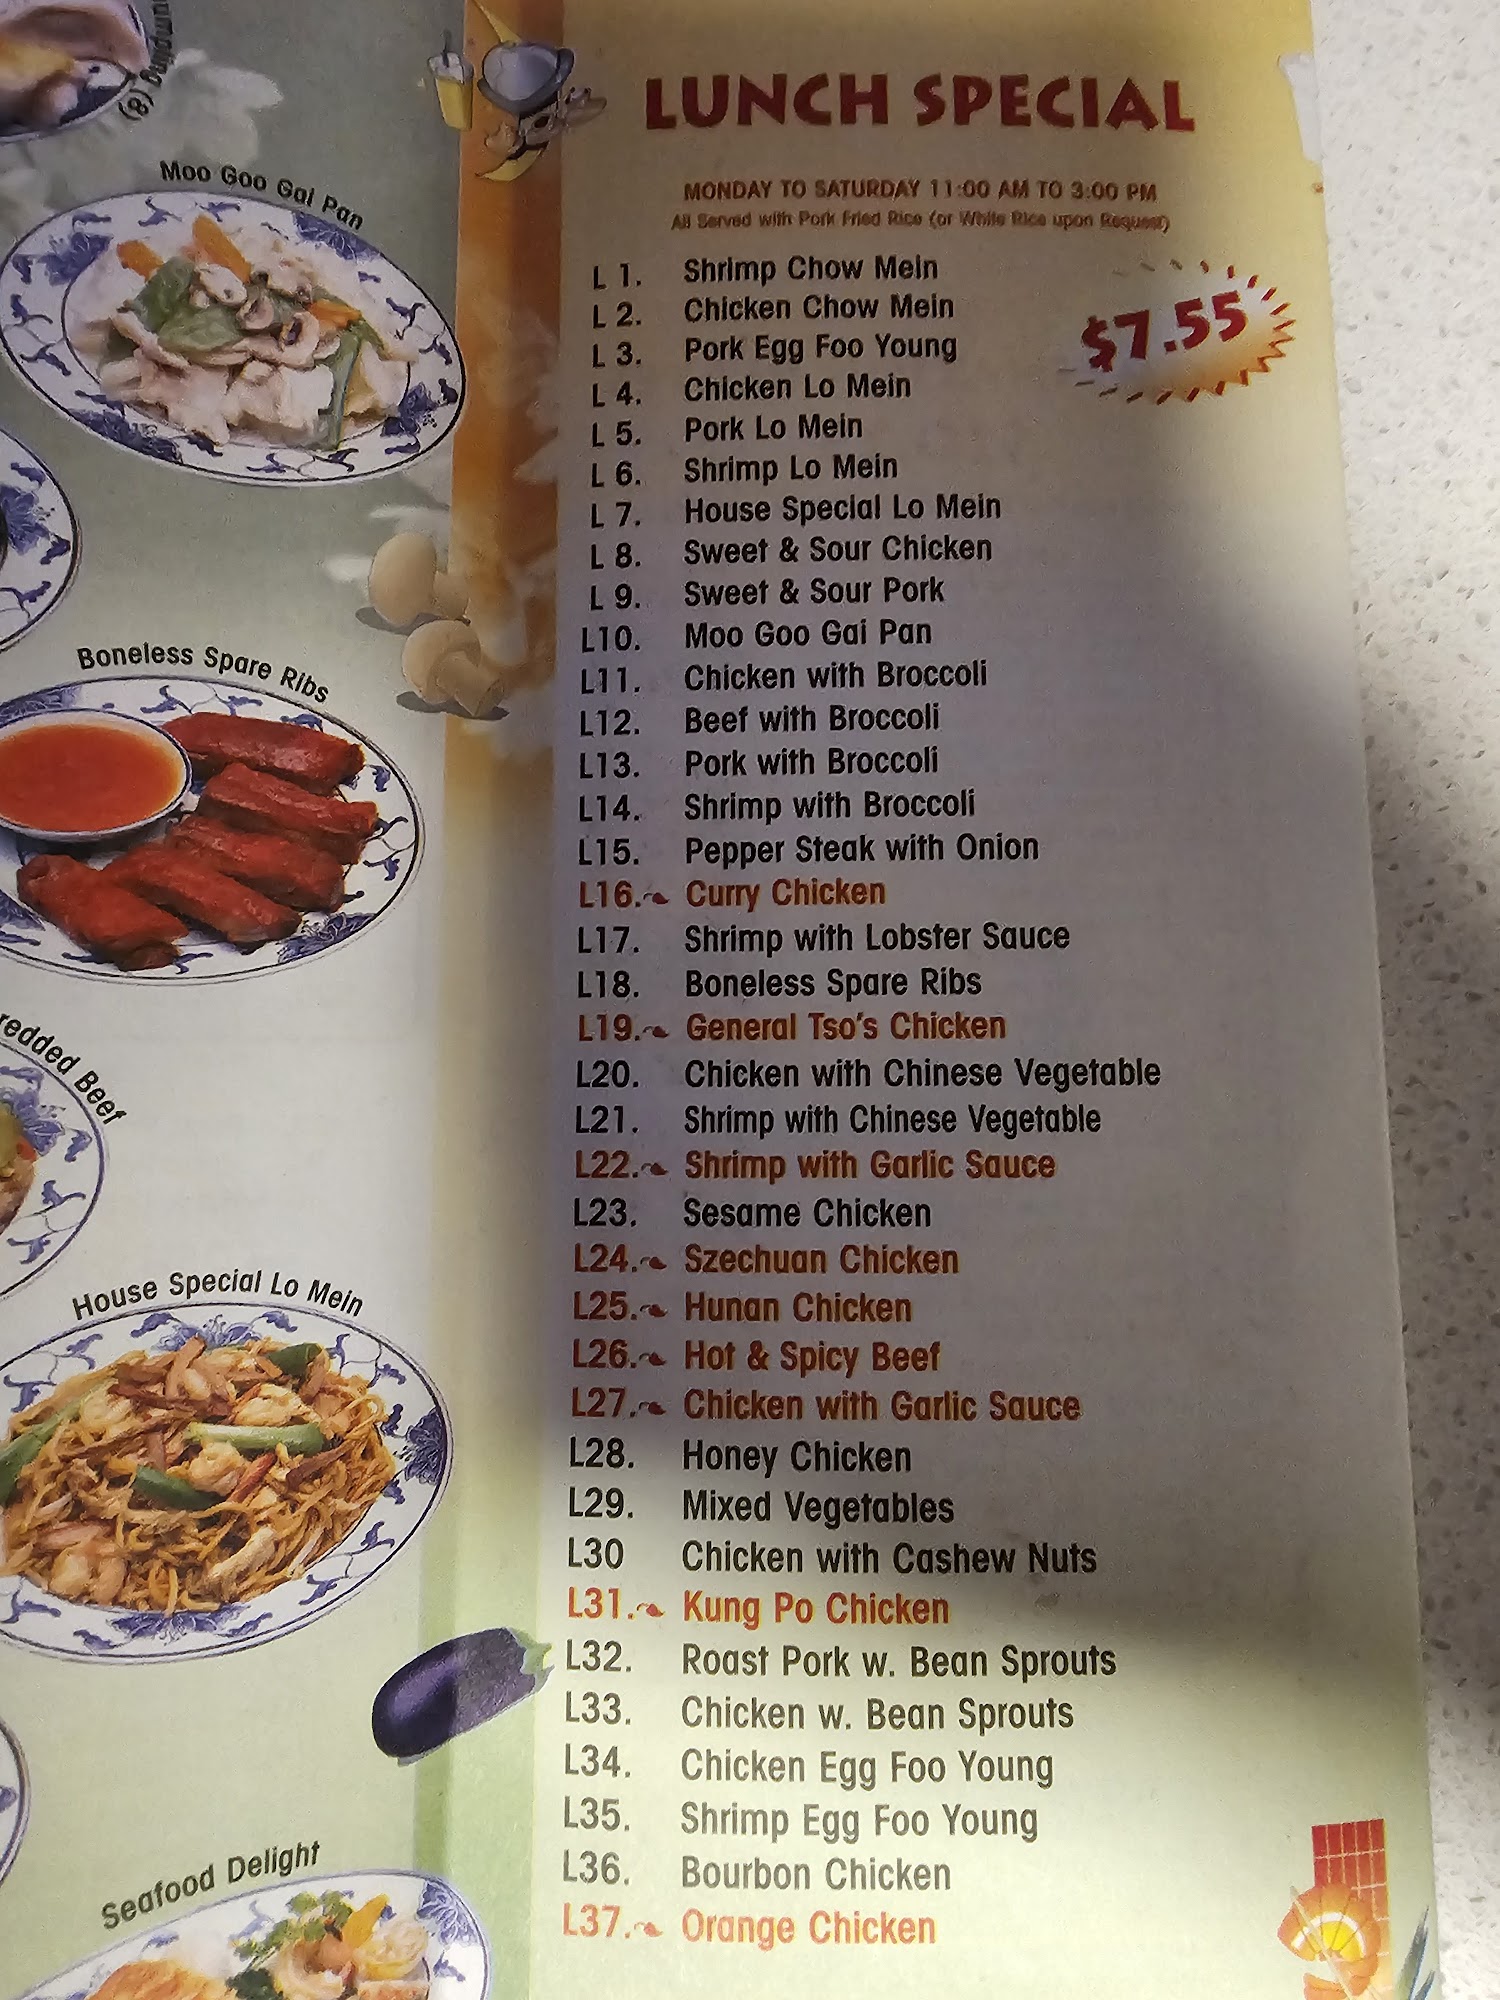 umpling (8)
Moo Goo Gai Pan
Boneless Spare Ribs
redded Beef
House Special Lo Mein
Seafood Delight
LUNCH SPECIAL
MONDAY TO SATURDAY 11:00 AM TO 3:00 PM
All Served with Pork Fried Rice (or White Rice upon Request)
$7.55
L 1. Shrimp Chow Mein
L 2. Chicken Chow Mein
L 3. Pork Egg Foo Young
L 4. Chicken Lo Mein
L 5. Pork Lo Mein
L 6. Shrimp Lo Mein
L 7. House Special Lo Mein
L 8. Sweet & Sour Chicken
L 9. Sweet & Sour Pork
L10. Moo Goo Gai Pan
L11. Chicken with Broccoli
L12. Beef with Broccoli
L13. Pork with Broccoli
L14. Shrimp with Broccoli
L15. Pepper Steak with Onion
L16. Curry Chicken
L17. Shrimp with Lobster Sauce
L18. Boneless Spare Ribs
L19. General Tso's Chicken
L20. Chicken with Chinese Vegetable
L21. Shrimp with Chinese Vegetable
L22. Shrimp with Garlic Sauce
L23. Sesame Chicken
L24. Szechuan Chicken
L25. Hunan Chicken
L26. Hot & Spicy Beef
L27. Chicken with Garlic Sauce
L28. Honey Chicken
L29. Mixed Vegetables
L30 Chicken with Cashew Nuts
L31. Kung Po Chicken
L32. Roast Pork w. Bean Sprouts
L33. Chicken w. Bean Sprouts
L34. Chicken Egg Foo Young
L35. Shrimp Egg Foo Young
L36. Bourbon Chicken
L37. Orange Chicken